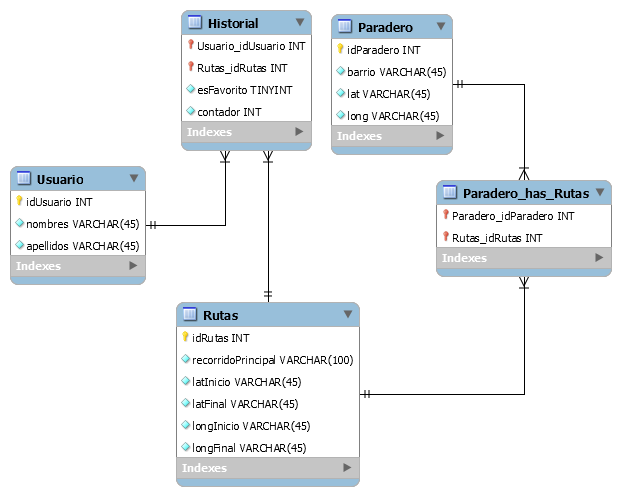 Historial
Usuario_idUsuario INT
Rutas_idRutas INT
esFavorito TINYINT
contador INT
Indexes
Paradero
idParadero INT
barrio VARCHAR(45)
lat VARCHAR(45)
long VARCHAR(45)
Indexes
Usuario
idUsuario INT
nombres VARCHAR(45)
apellidos VARCHAR(45)
Indexes
Paradero_has_Rutas
Paradero_idParadero INT
Rutas_idRutas INT
Indexes
Rutas
idRutas INT
recorridoPrincipal VARCHAR(100)
latInicio VARCHAR(45)
latFinal VARCHAR(45)
longInicio VARCHAR(45)
longFinal VARCHAR(45)
Indexes